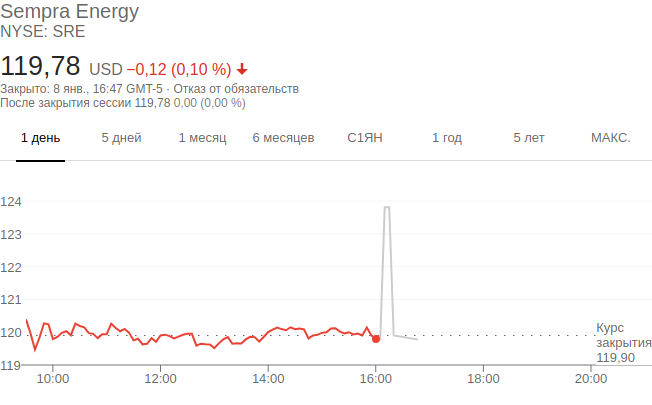 Sempra Energy
NYSE: SRE
119,78 USD −0,12 (0,10 %)
Закрыто: 8 янв., 16:47 GMT-5 · Отказ от обязательств
После закрытия сессии 119,78 0,00 (0,00 %)
1 день 5 дней 1 месяц 6 месяцев С1ЯН 1 год 5 лет МАКС.
124
123
122
121
120
119
Курс
закрытия
119,90
10:00 12:00 14:00 16:00 18:00 20:00